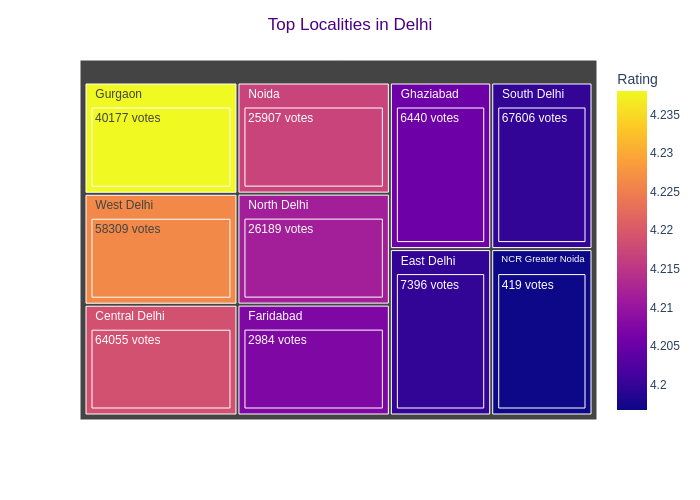 Top Localities in Delhi
Gurgaon
40177 votes
Noida
25907 votes
Ghaziabad
6440 votes
South Delhi
67606 votes
West Delhi
58309 votes
North Delhi
26189 votes
East Delhi
7396 votes
NCR Greater Noida
419 votes
Central Delhi
64055 votes
Faridabad
2984 votes
Rating
4.235
4.23
4.225
4.22
4.215
4.21
4.205
4.2